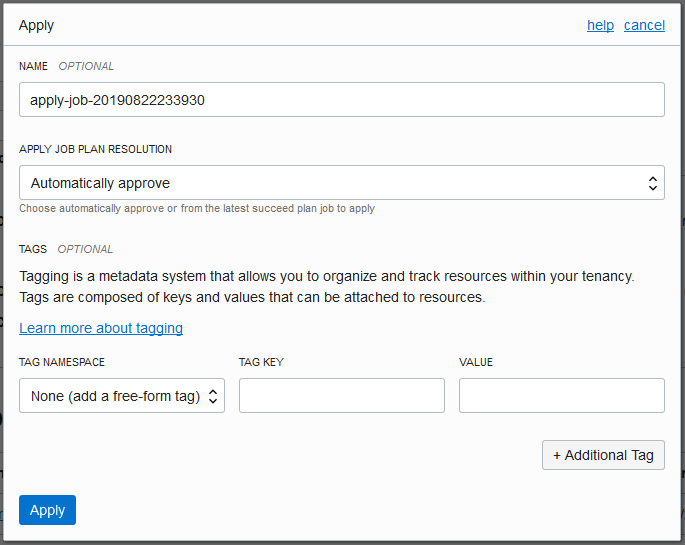 Apply help cancel
NAME OPTIONAL
apply-job-20190822233930
APPLY JOB PLAN RESOLUTION
Automatically approve
Choose automatically approve or from the latest succeed plan job to apply
TAGS OPTIONAL
Tagging is a metadata system that allows you to organize and track resources within your tenancy.
Tags are composed of keys and values that can be attached to resources.
Learn more about tagging
TAG NAMESPACE TAG KEY VALUE
None (add a free-form tag)
+ Additional Tag
Apply